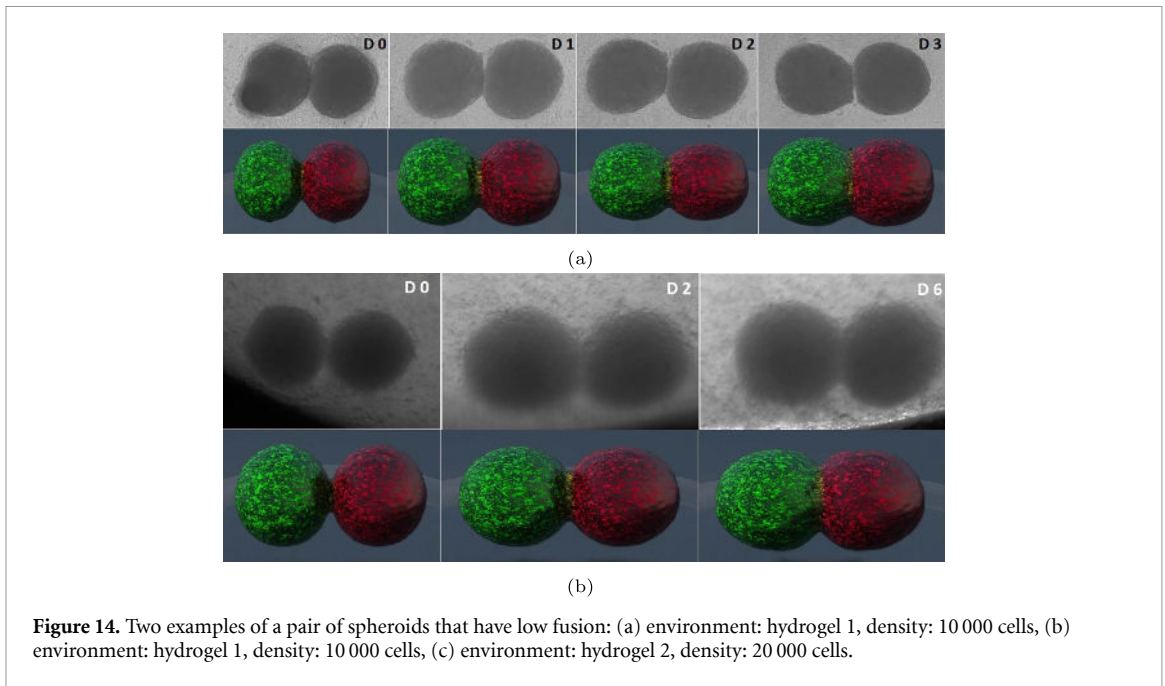 D 0
D 1
D 2
D 3
(a)
D 0
D 2
D 6
(b)
Figure 14. Two examples of a pair of spheroids that have low fusion: (a) environment: hydrogel 1, density: 10 000 cells, (b)
environment: hydrogel 1, density: 10 000 cells, (c) environment: hydrogel 2, density: 20 000 cells.